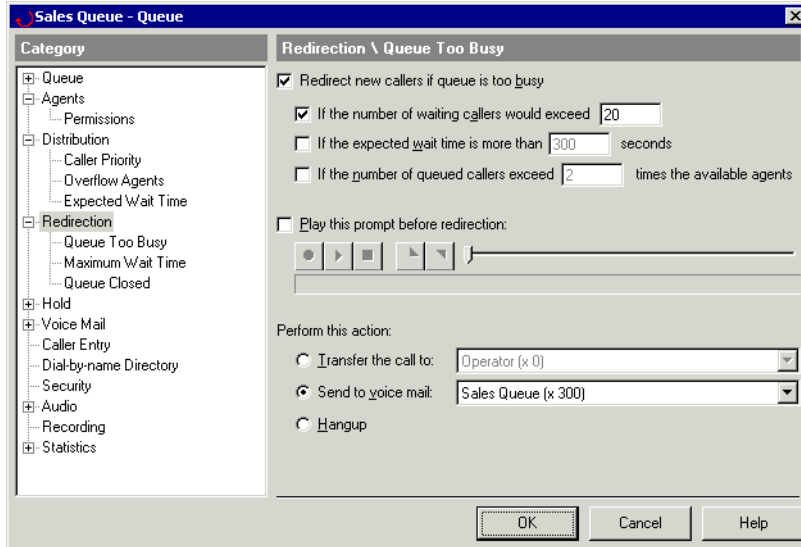 Sales Queue - Queue
Category
Queue
Agents
Permissions
Distribution
Caller Priority
Overflow Agents
Expected Wait Time
Redirection
Queue Too Busy
Maximum Wait Time
Queue Closed
Hold
Voice Mail
Caller Entry
Dial-by-name Directory
Security
Audio
Recording
Statistics
Redirection \ Queue Too Busy
Redirect new callers if queue is too busy
If the number of waiting callers would exceed 20
If the expected wait time is more than 300 seconds
If the number of queued callers exceed 2 times the available agents
Play this prompt before redirection:
Perform this action:
Transfer the call to: Operator (x 0)
Send to voice mail: Sales Queue (x 300)
Hangup
OK Cancel Help